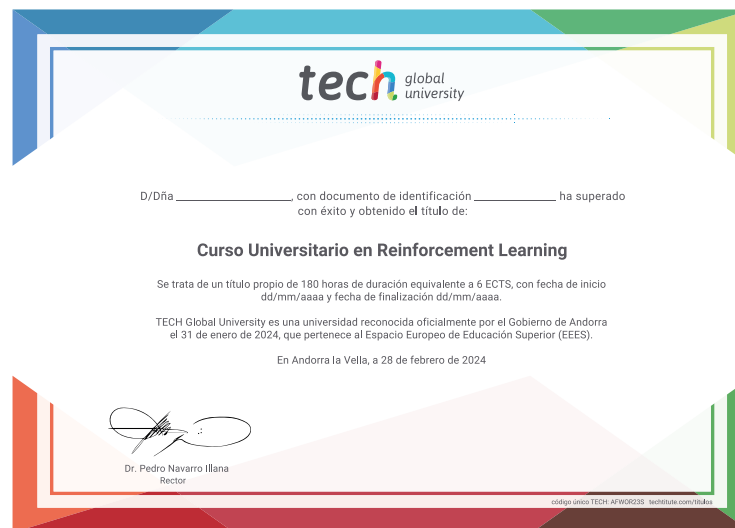 tech global
university
D/Dña ____________________, con documento de identificación ______________ ha superado
con éxito y obtenido el título de:
Curso Universitario en Reinforcement Learning
Se trata de un título propio de 180 horas de duración equivalente a 6 ECTS, con fecha de inicio
dd/mm/aaaa y fecha de finalización dd/mm/aaaa.
TECH Global University es una universidad reconocida oficialmente por el Gobierno de Andorra
el 31 de enero de 2024, que pertenece al Espacio Europeo de Educación Superior (EEES).
En Andorra la Vella, a 28 de febrero de 2024
Dr. Pedro Navarro Illana
Rector
código único TECH: AFWOR23S techtitute.com/titulos